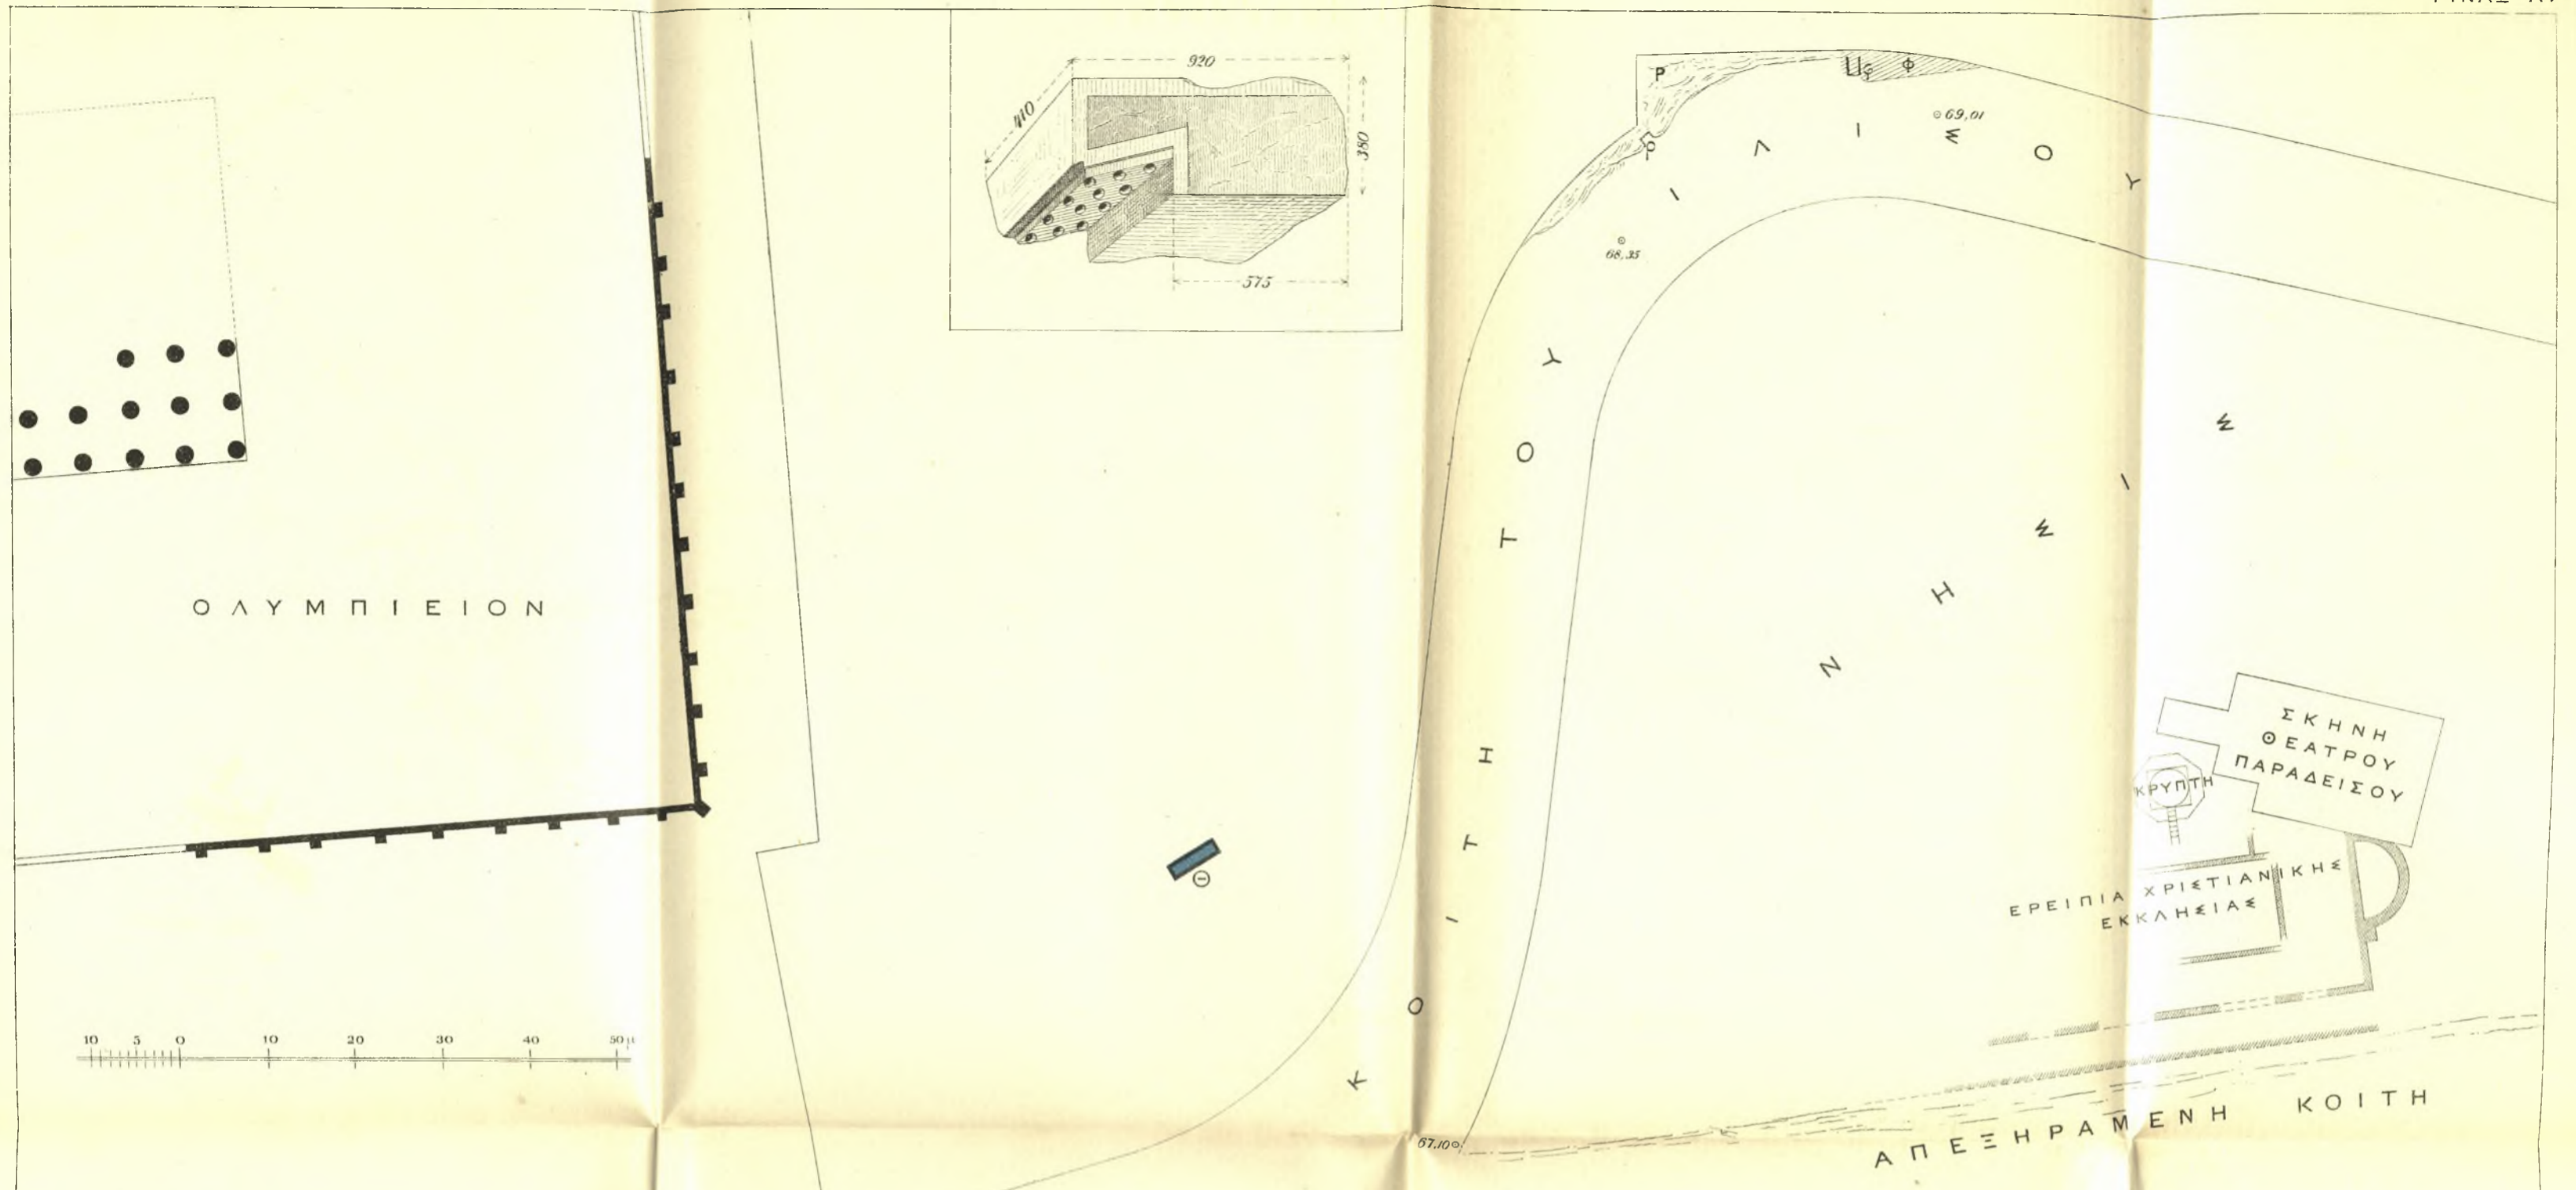 920
410
380
575
Ρ
ϙ
Ϣϛ Φ
69,01
68,35
ΚΟΙΤΗ ΤΟΥ ΙΛΙΣΟΥ
ΝΗΣΙΣ
ΟΛΥΜΠΙΕΙΟΝ
Θ
ΣΚΗΝΗ
ΘΕΑΤΡΟΥ
ΠΑΡΑΔΕΙΣΟΥ
ΚΡΥΠΤΗ
ΕΡΕΙΠΙΑ ΧΡΙΣΤΙΑΝΙΚΗΣ
ΕΚΚΛΗΣΙΑΣ
10 5 0 10 20 30 40 50 μ
67.10
ΑΠΕΞΗΡΑΜΕΝΗ ΚΟΙΤΗ